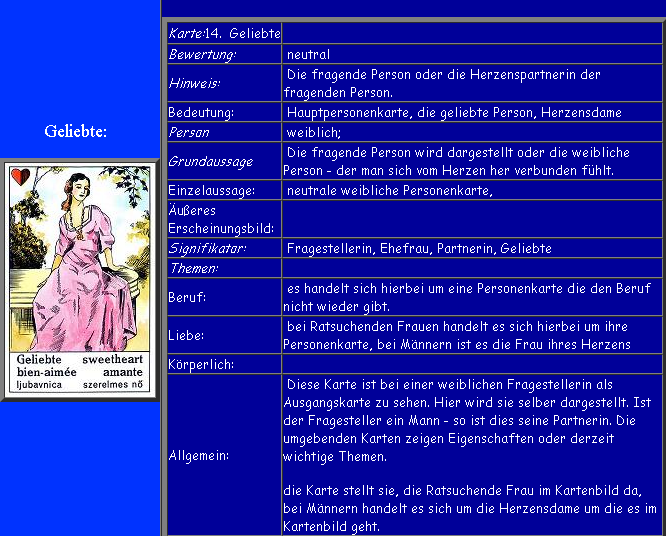 Geliebte:
Geliebte sweetheart
bien-aimée amante
ljubavnica szerelmes nő
Karte:14. Geliebte
Bewertung: neutral
Hinweis: Die fragende Person oder die Herzenspartnerin der
fragenden Person.
Bedeutung: Hauptpersonenkarte, die geliebte Person, Herzensdame
Person weiblich;
Grundaussage Die fragende Person wird dargestellt oder die weibliche
Person - der man sich vom Herzen her verbunden fühlt.
Einzelaussage: neutrale weibliche Personenkarte,
Äußeres
Erscheinungsbild:
Signifikator: Fragestellerin, Ehefrau, Partnerin, Geliebte
Themen:
Beruf: es handelt sich hierbei um eine Personenkarte die den Beruf
nicht wieder gibt.
Liebe: bei Ratsuchenden Frauen handelt es sich hierbei um ihre
Personenkarte, bei Männern ist es die Frau ihres Herzens
Körperlich:
Allgemein: Diese Karte ist bei einer weiblichen Fragestellerin als
Ausgangskarte zu sehen. Hier wird sie selber dargestellt. Ist
der Fragesteller ein Mann - so ist dies seine Partnerin. Die
umgebenden Karten zeigen Eigenschaften oder derzeit
wichtige Themen.
die Karte stellt sie, die Ratsuchende Frau im Kartenbild da,
bei Männern handelt es sich um die Herzensdame um die es im
Kartenbild geht.